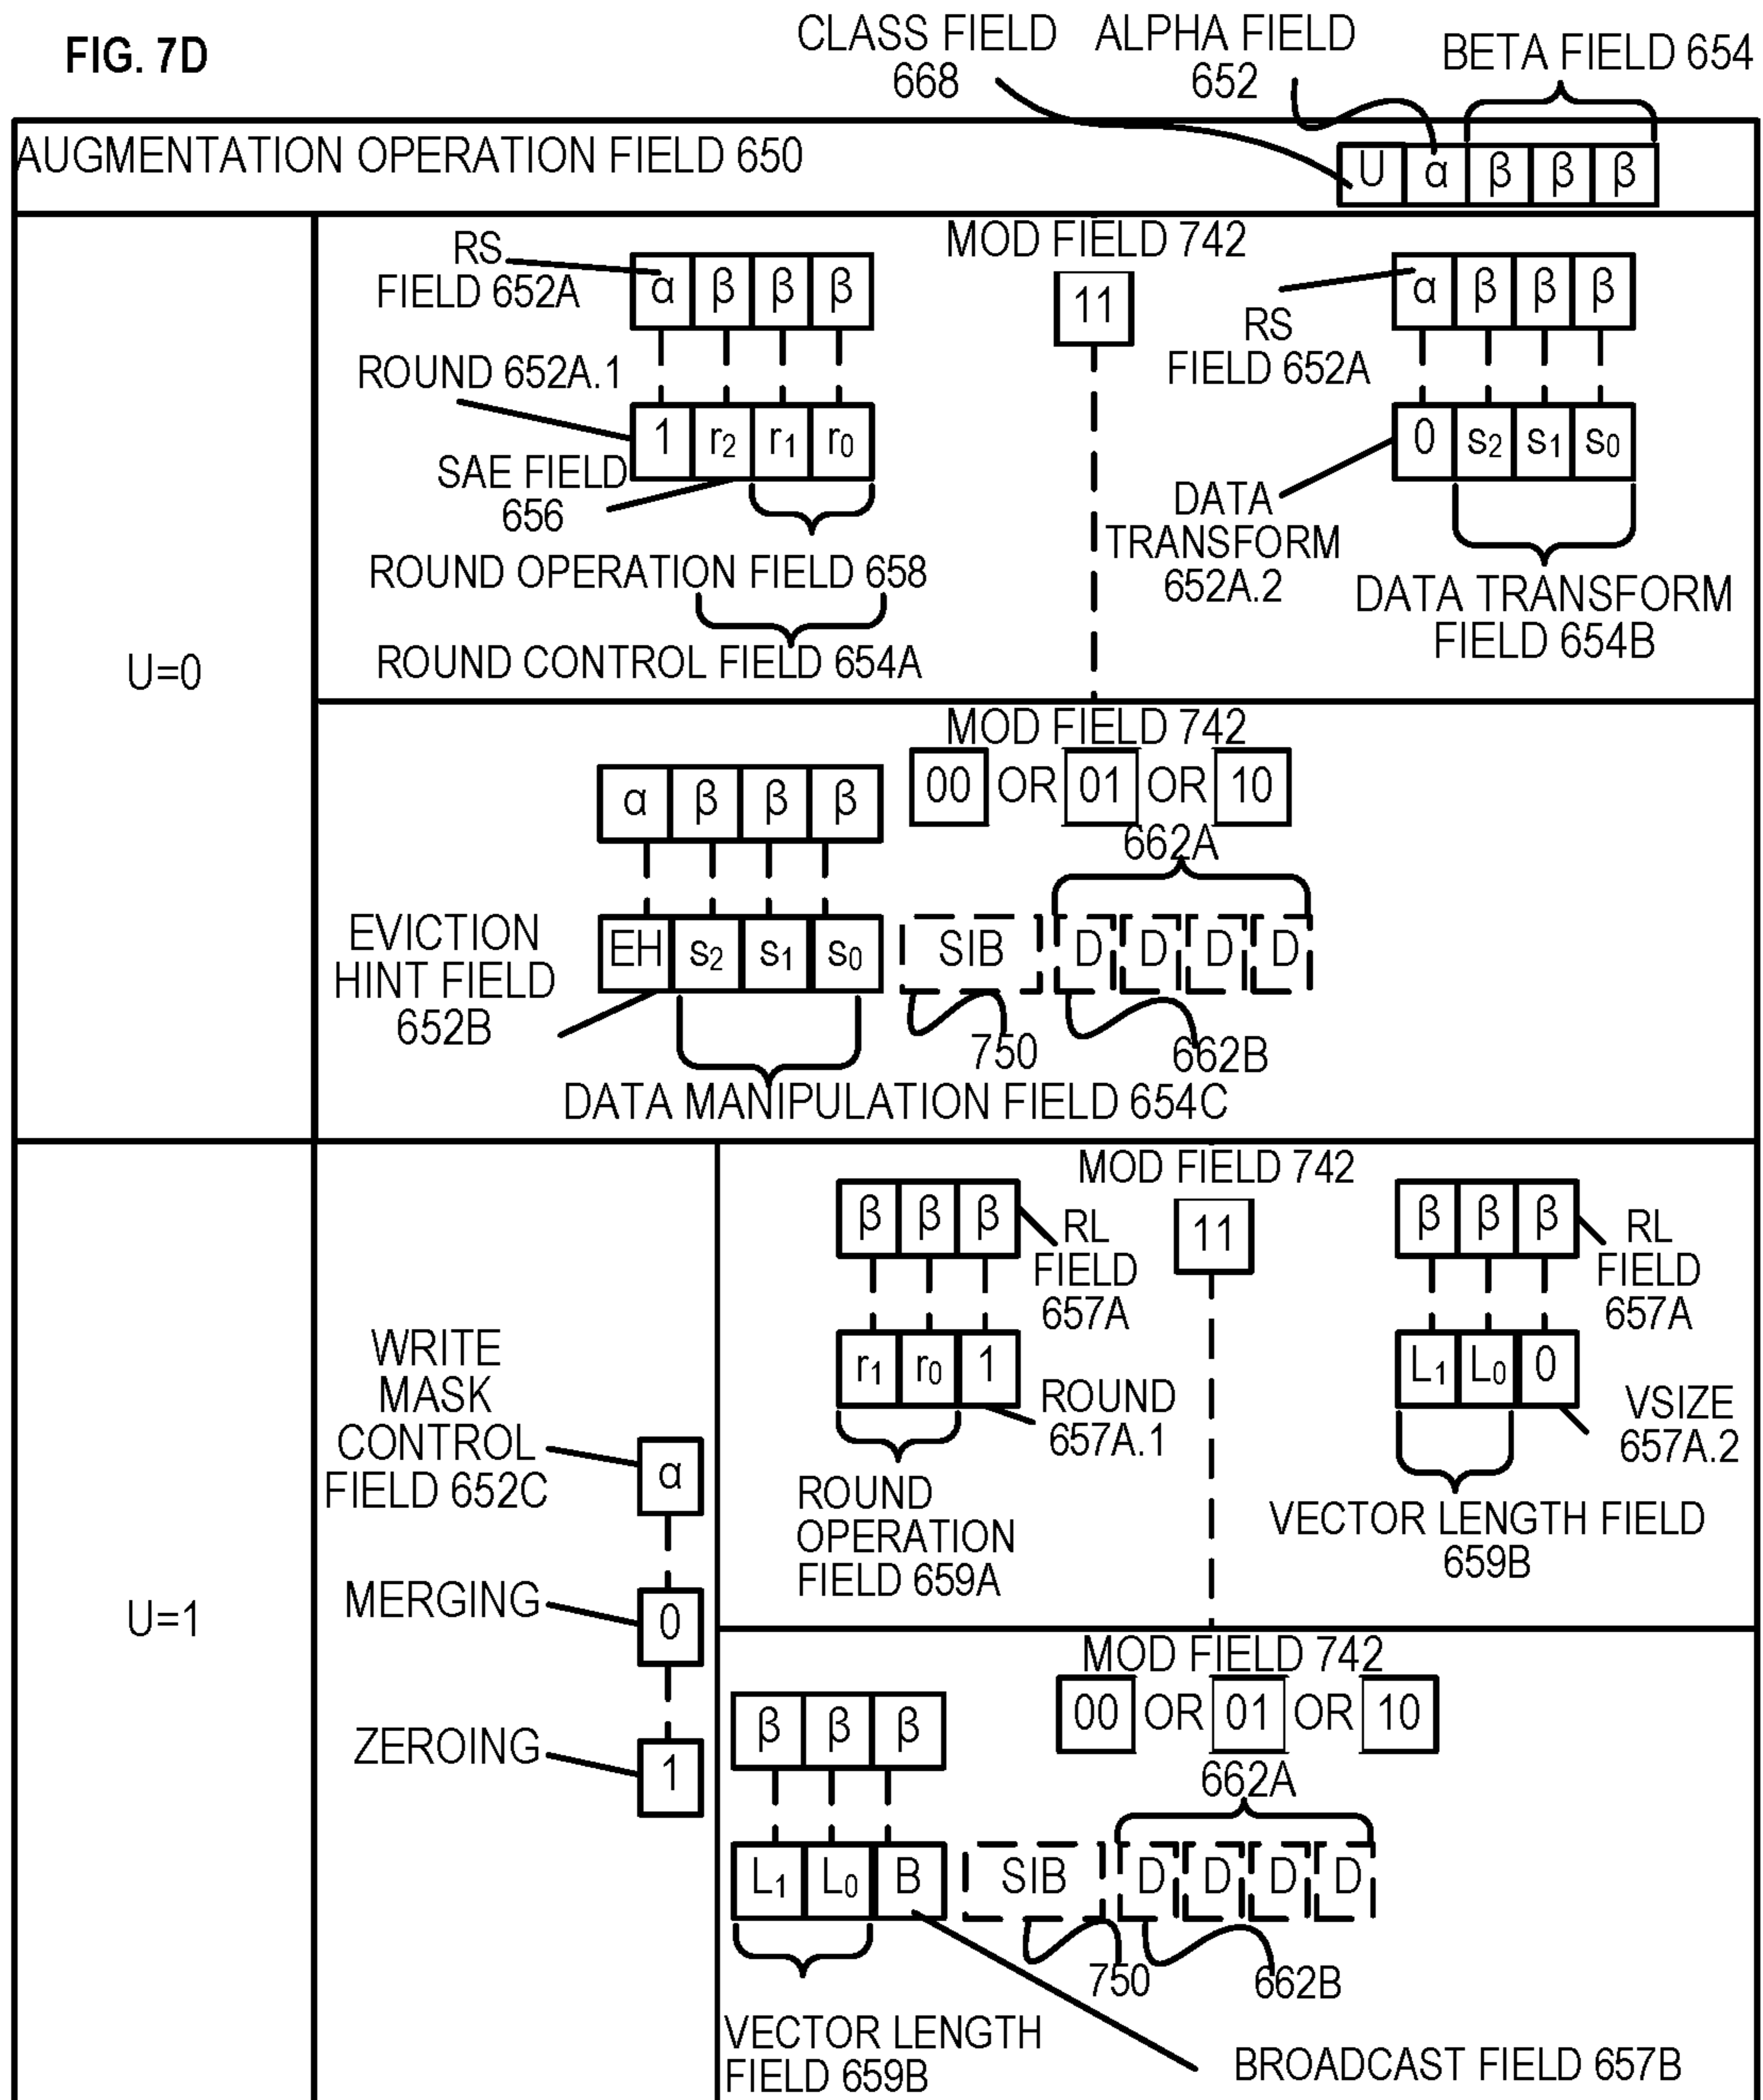 FIG. 7D
CLASS FIELD
668
ALPHA FIELD
652
BETA FIELD 654
AUGMENTATION OPERATION FIELD 650
U α β β β
U=0
MOD FIELD 742
11
RS
FIELD 652A
α β β β
ROUND 652A.1
1 r2 r1 r0
SAE FIELD
656
ROUND OPERATION FIELD 658
ROUND CONTROL FIELD 654A
α β β β
RS
FIELD 652A
0 s2 s1 s0
DATA
TRANSFORM
652A.2
DATA TRANSFORM
FIELD 654B
MOD FIELD 742
00 OR 01 OR 10
α β β β
662A
EVICTION
HINT FIELD
652B
EH s2 s1 s0
SIB D D D D
750
662B
DATA MANIPULATION FIELD 654C
U=1
WRITE
MASK
CONTROL
FIELD 652C
α
MERGING
0
ZEROING
1
MOD FIELD 742
11
β β β
RL
FIELD
657A
r1 r0 1
ROUND
657A.1
ROUND
OPERATION
FIELD 659A
β β β
RL
FIELD
657A
L1 L0 0
VSIZE
657A.2
VECTOR LENGTH FIELD
659B
MOD FIELD 742
00 OR 01 OR 10
β β β
662A
L1 L0 B
SIB D D D D
750
662B
VECTOR LENGTH
FIELD 659B
BROADCAST FIELD 657B